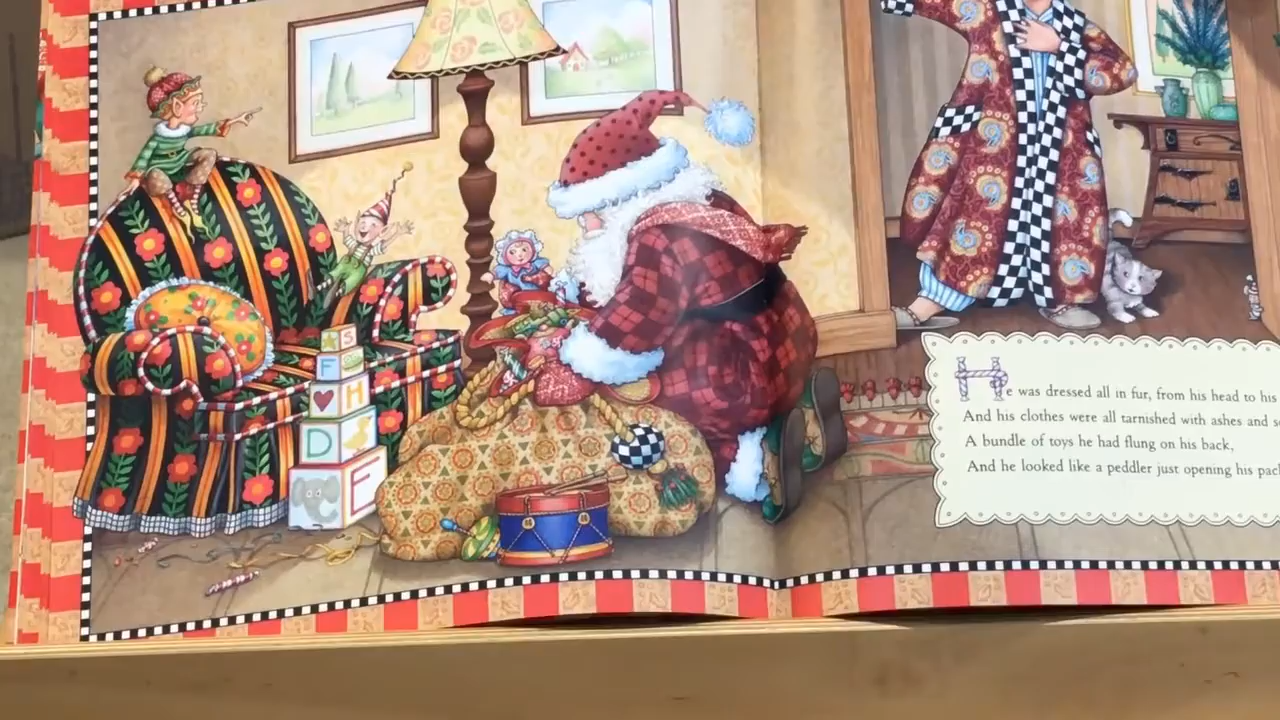 S
F
H
D
E
He was dressed all in fur, from his head to his
And his clothes were all tarnished with ashes and
A bundle of toys he had flung on his back,
And he looked like a peddler just opening his